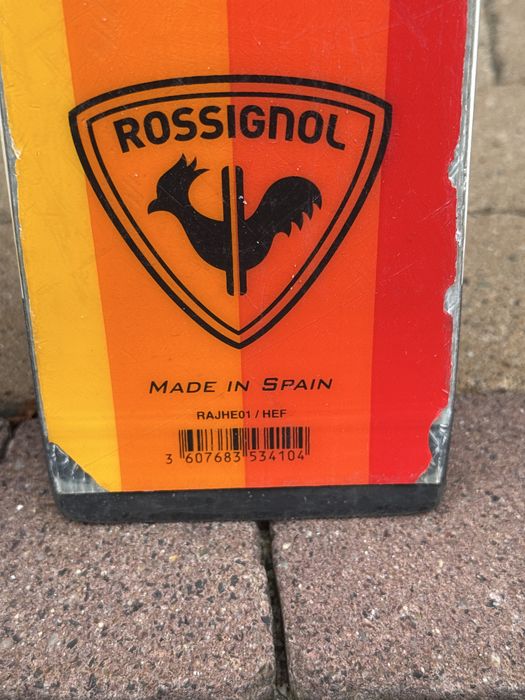 ROSSIGNOL
MADE IN SPAIN
RAJHE01 / HEF
3 607683 534104